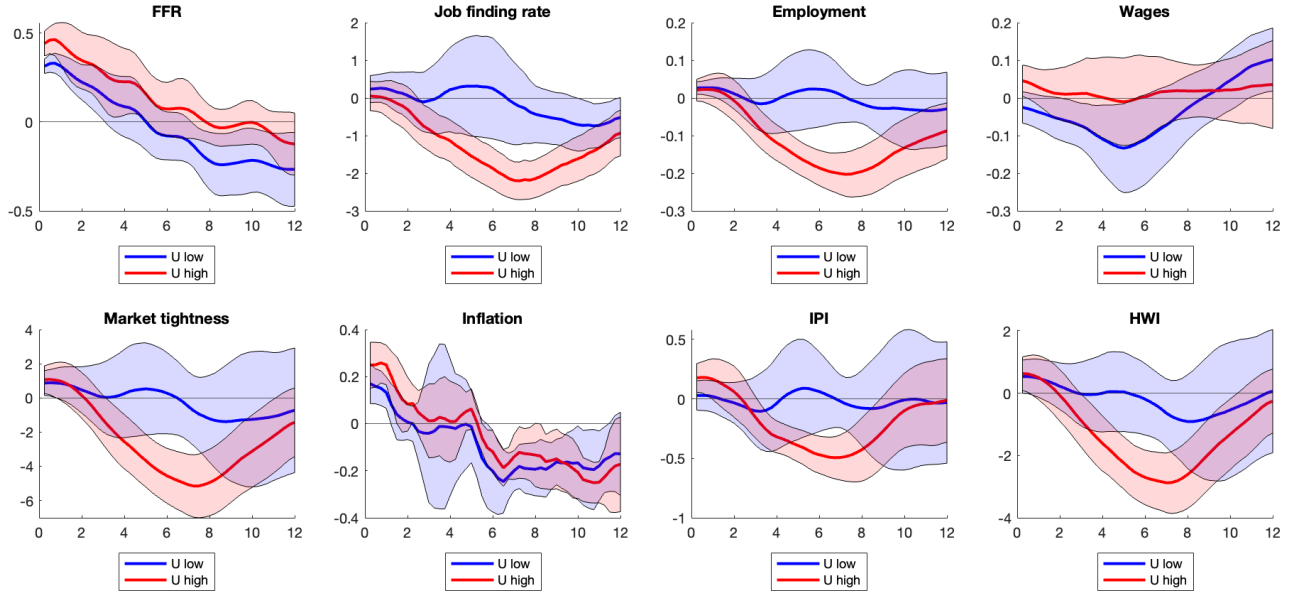 FFR
0.5
0
-0.5
0 2 4 6 8 10 12
U low
U high
Job finding rate
2
1
0
-1
-2
-3
0 2 4 6 8 10 12
U low
U high
Employment
0.2
0.1
0
-0.1
-0.2
-0.3
0 2 4 6 8 10 12
U low
U high
Wages
0.2
0.1
0
-0.1
-0.2
-0.3
0 2 4 6 8 10 12
U low
U high
Market tightness
4
2
0
-2
-4
-6
0 2 4 6 8 10 12
U low
U high
Inflation
0.4
0.2
0
-0.2
-0.4
0 2 4 6 8 10 12
U low
U high
IPI
0.5
0
-0.5
-1
0 2 4 6 8 10 12
U low
U high
HWI
2
0
-2
-4
0 2 4 6 8 10 12
U low
U high